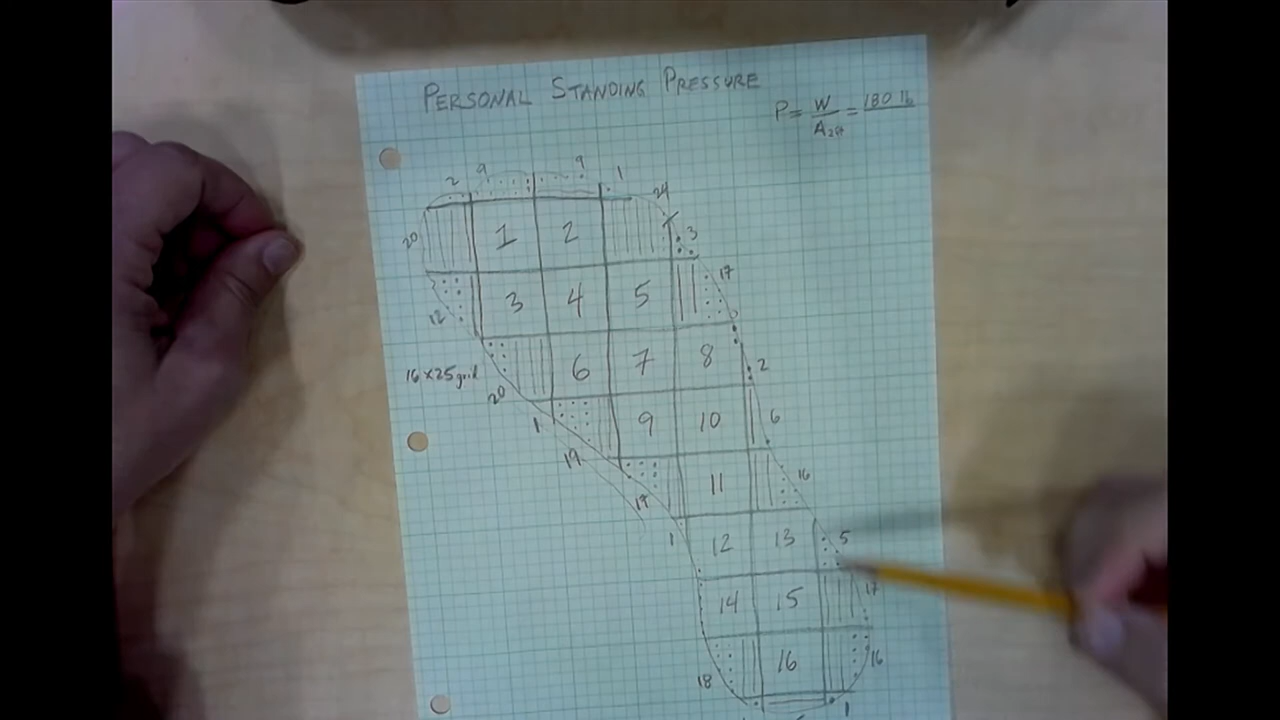 PERSONAL STANDING PRESSURE
P = W / A2ft = 180 lb
2 9 9 1
24
20 1 2 3
17
12 3 4 5
16 x 25 grid 6 7 8 2
20
1 9 10 6
19
19 11 16
1 12 13 5
14 15 17
18 16 16
1